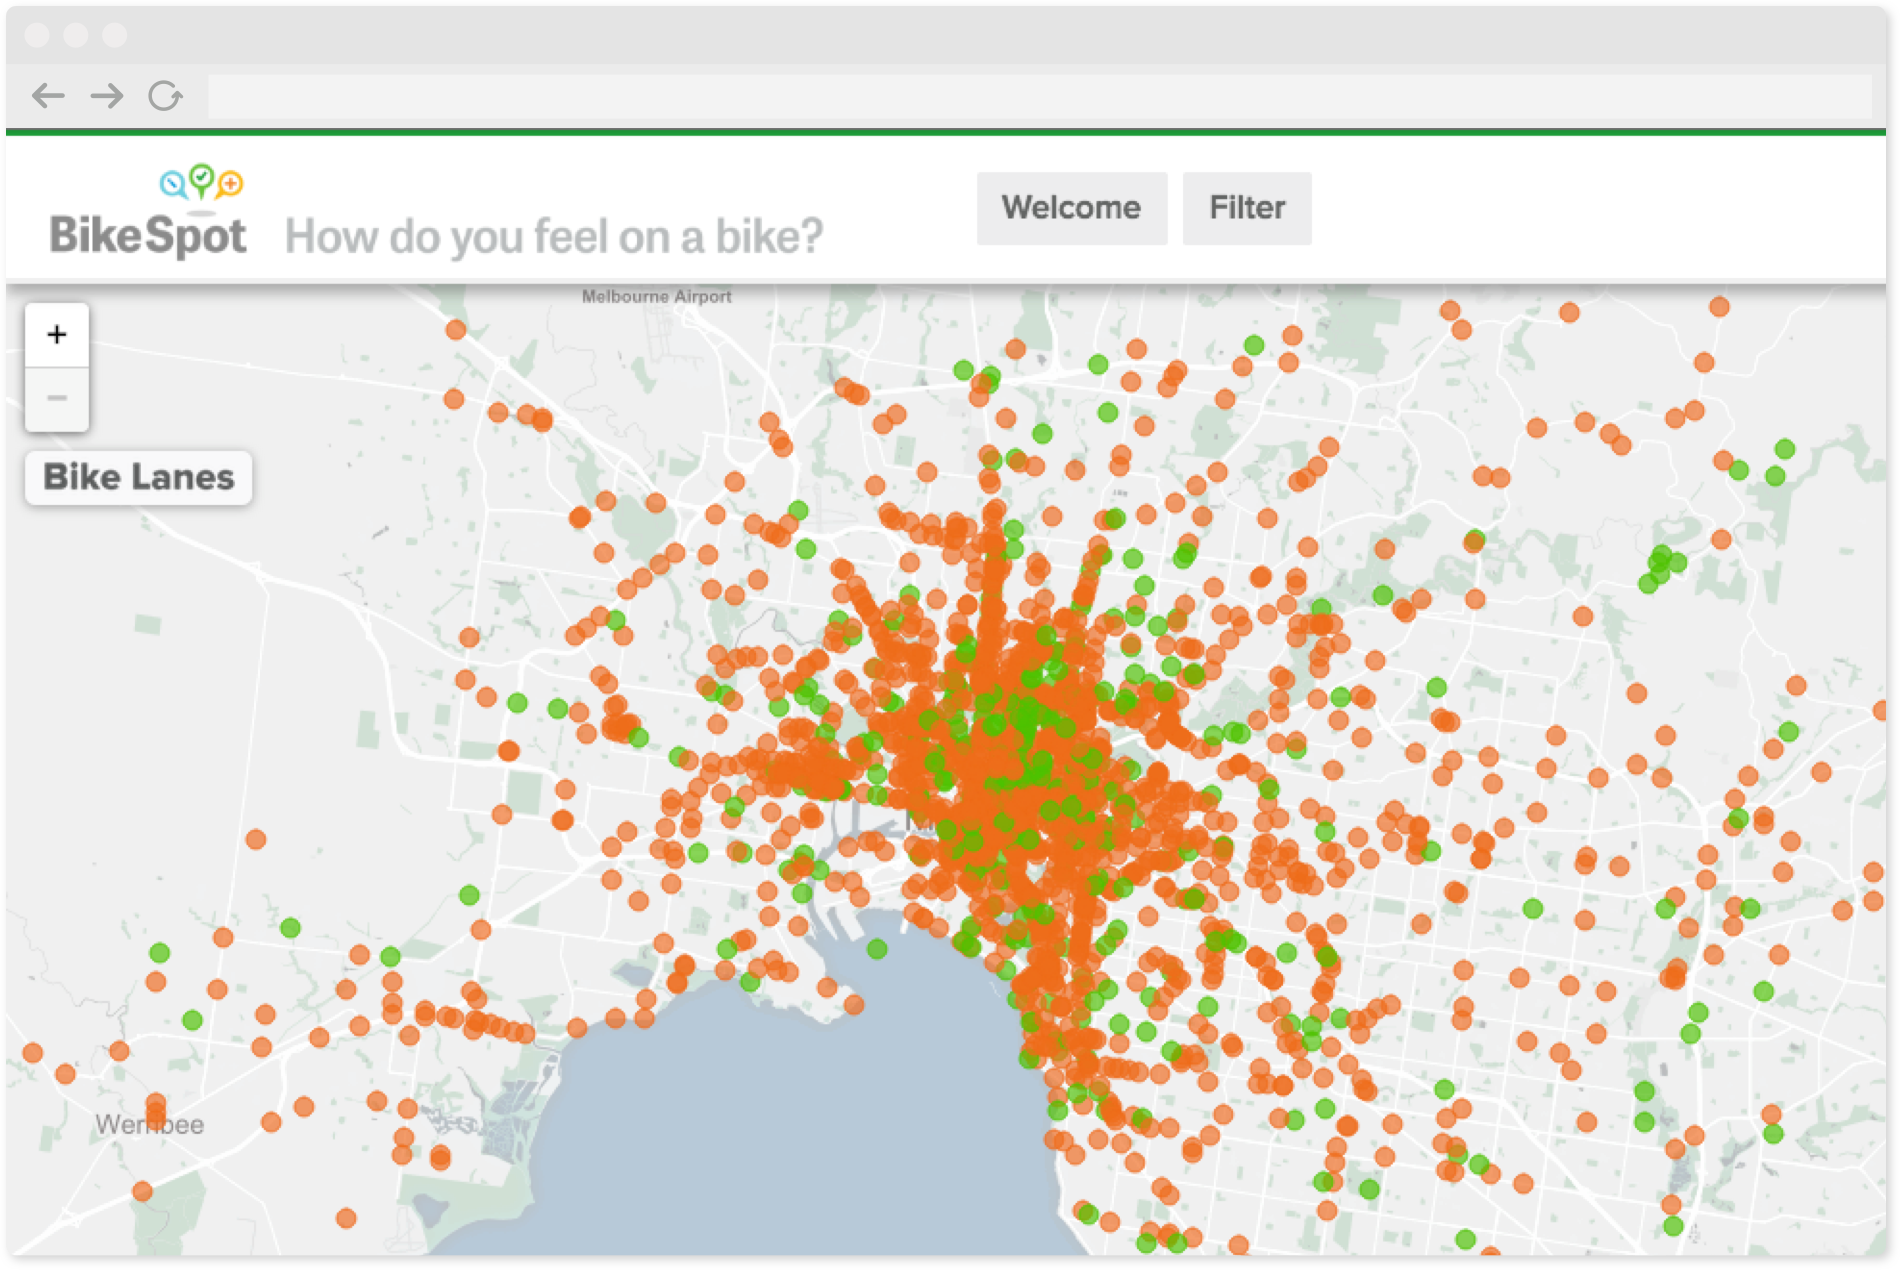 BikeSpot
How do you feel on a bike?
Welcome
Filter
Melbourne Airport
+
−
Bike Lanes
Werribee